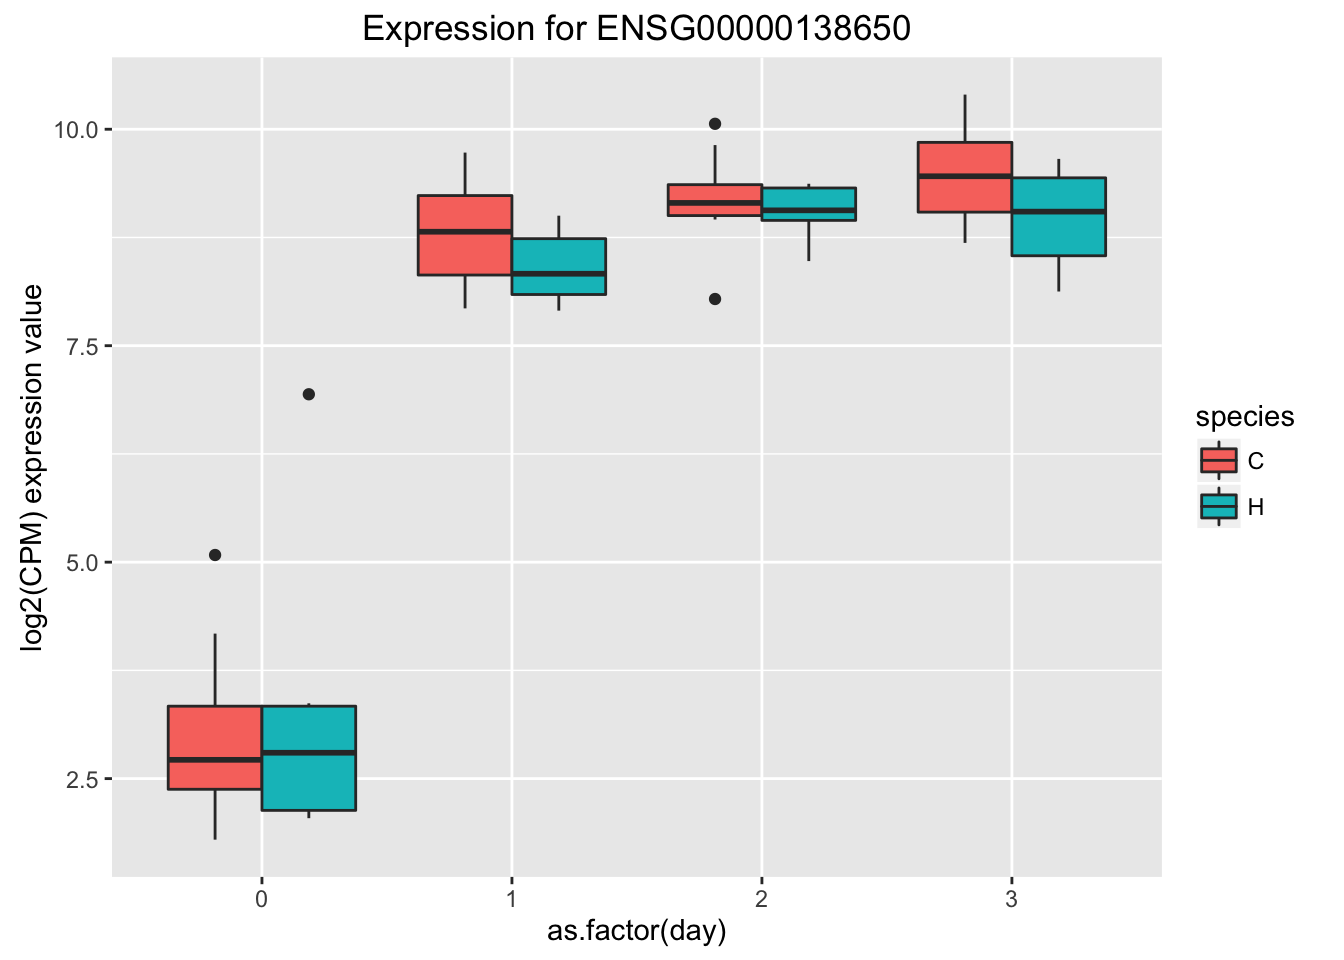 Expression for ENSG00000138650
log2(CPM) expression value
10.0
7.5
5.0
2.5
0 1 2 3
as.factor(day)
species
C
H